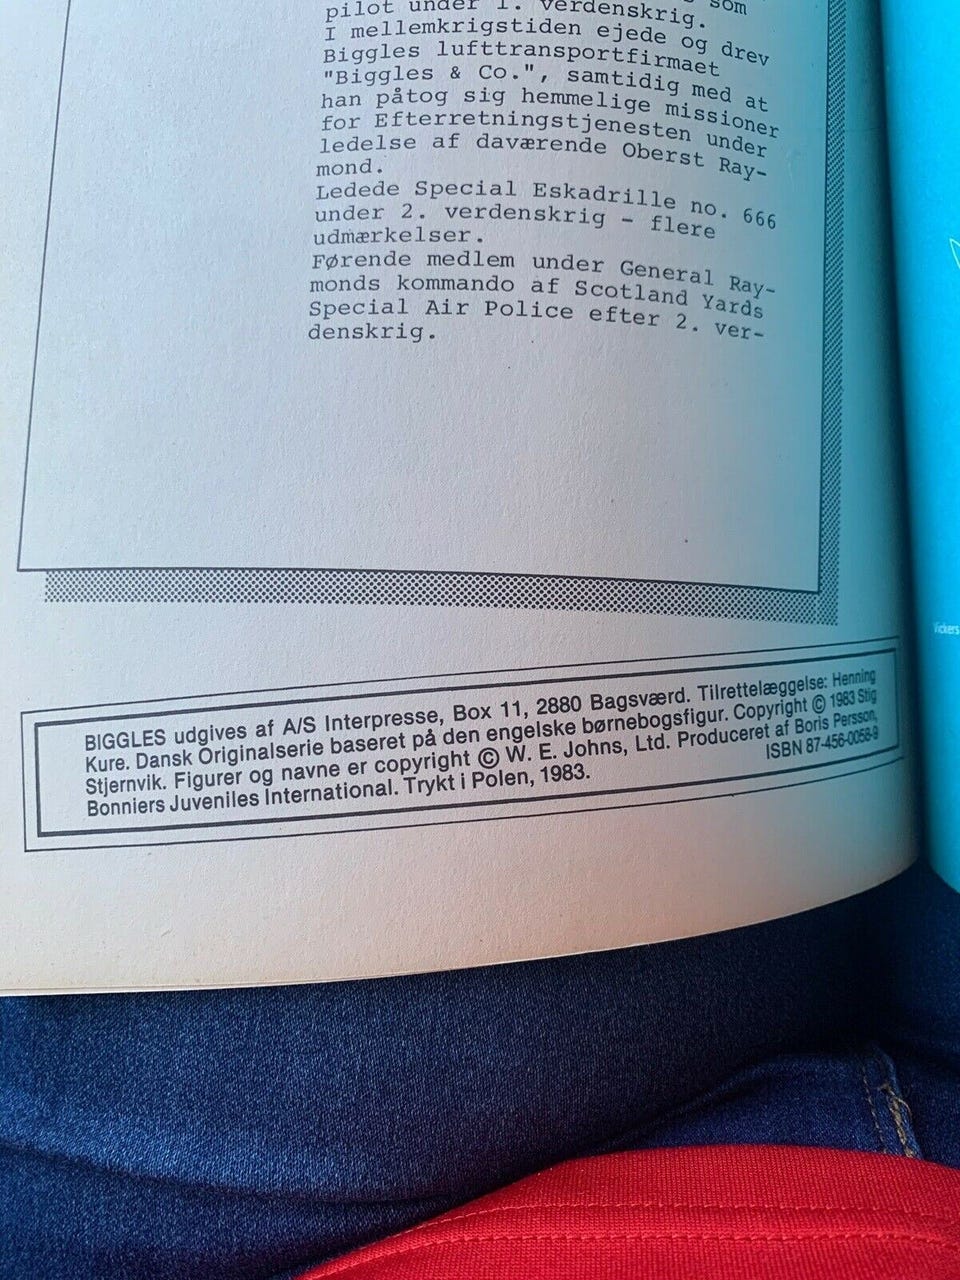 som
pilot under 1. verdenskrig.
I mellemkrigstiden ejede og drev
Biggles lufttransportfirmaet
"Biggles & Co.", samtidig med at
han påtog sig hemmelige missioner
for Efterretningstjenesten under
ledelse af daværende Oberst Ray-
mond.
Ledede Special Eskadrille no. 666
under 2. verdenskrig - flere
udmærkelser.
Førende medlem under General Ray-
monds kommando af Scotland Yards
Special Air Police efter 2. ver-
denskrig.
Vickers
BIGGLES udgives af A/S Interpresse, Box 11, 2880 Bagsværd. Tilrettelæggelse: Henning
Kure. Dansk Originalserie baseret på den engelske børnebogsfigur. Copyright © 1983 Stig
Stjernvik. Figurer og navne er copyright © W. E. Johns, Ltd. Produceret af Boris Persson,
Bonniers Juveniles International. Trykt i Polen, 1983. ISBN 87-456-0058-9